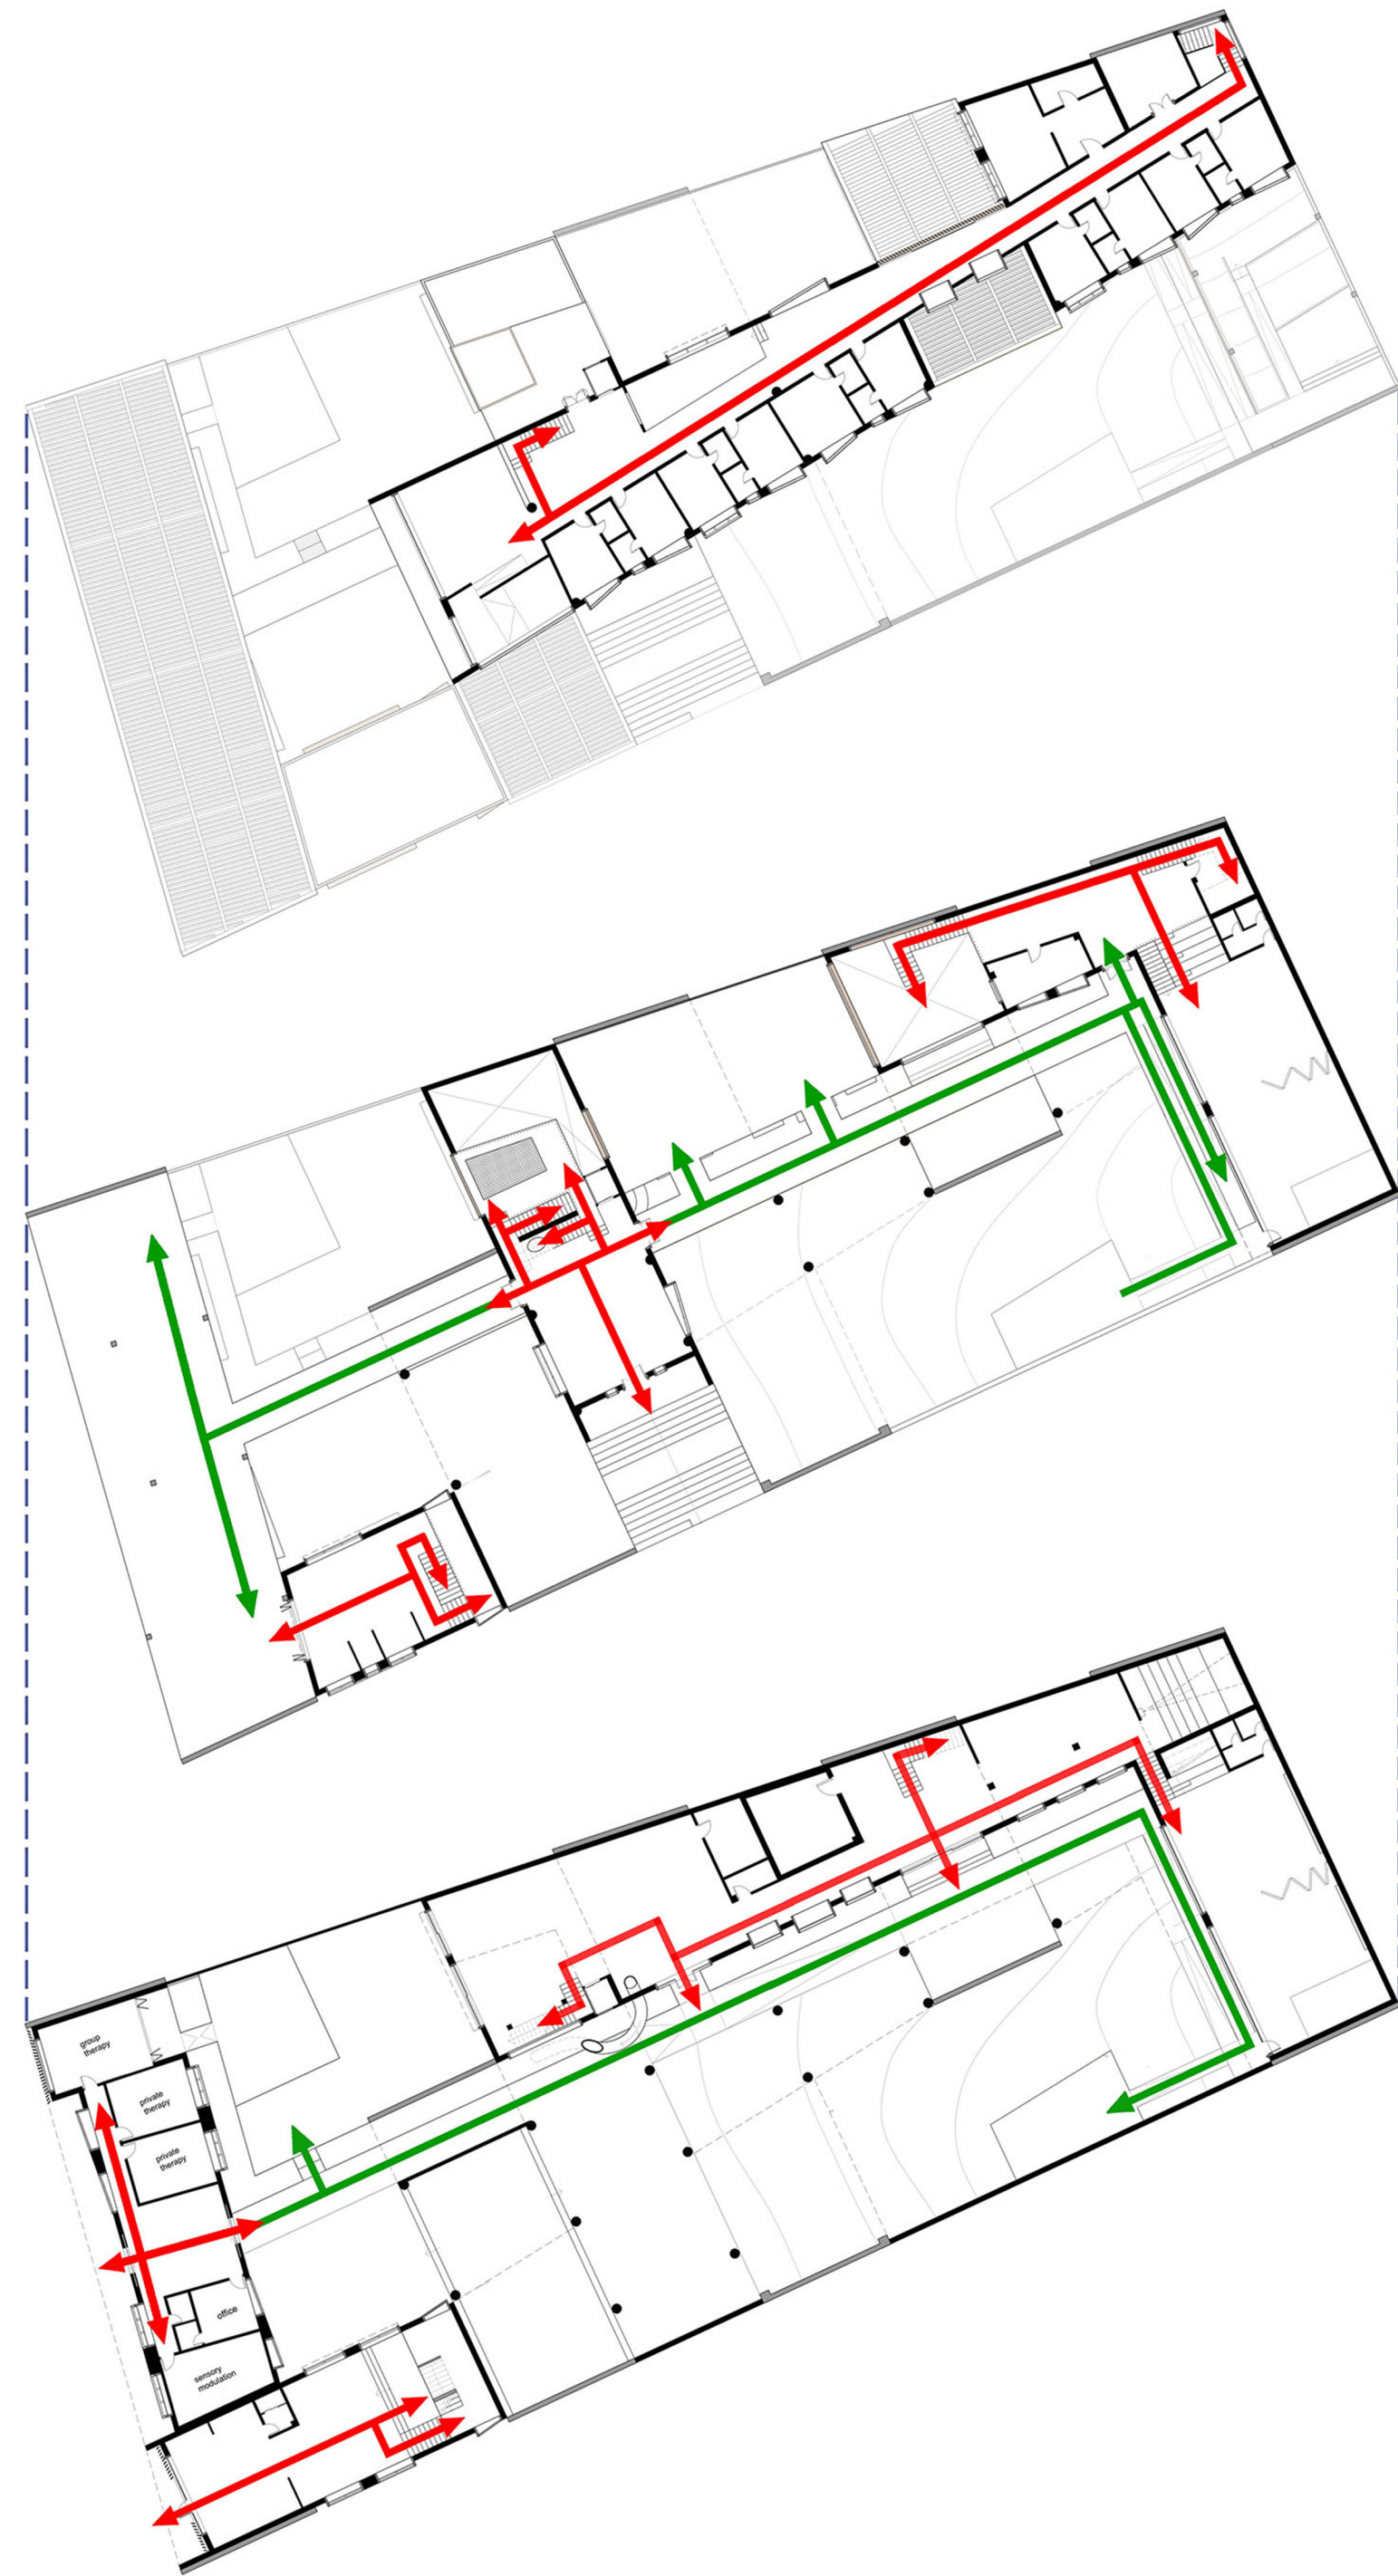 group
therapy
private
therapy
private
therapy
office
sensory
modulation